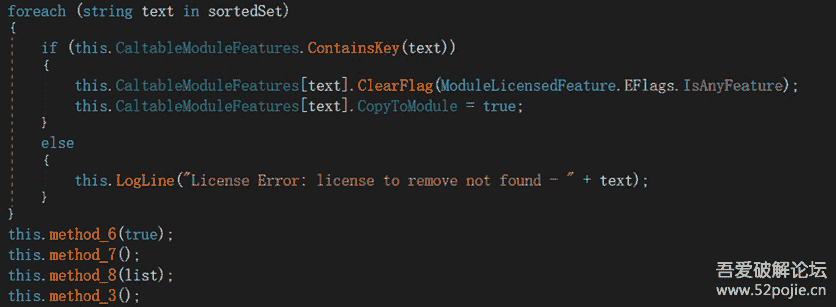 foreach (string text in sortedSet)
{
    if (this.CaltableModuleFeatures.ContainsKey(text))
    {
        this.CaltableModuleFeatures[text].ClearFlag(ModuleLicensedFeature.EFlags.IsAnyFeature);
        this.CaltableModuleFeatures[text].CopyToModule = true;
    }
    else
    {
        this.LogLine("License Error: license to remove not found - " + text);
    }
}
this.method_6(true);
this.method_7();
this.method_8(list);
this.method_3();
吾爱破解论坛
www.52pojie.cn